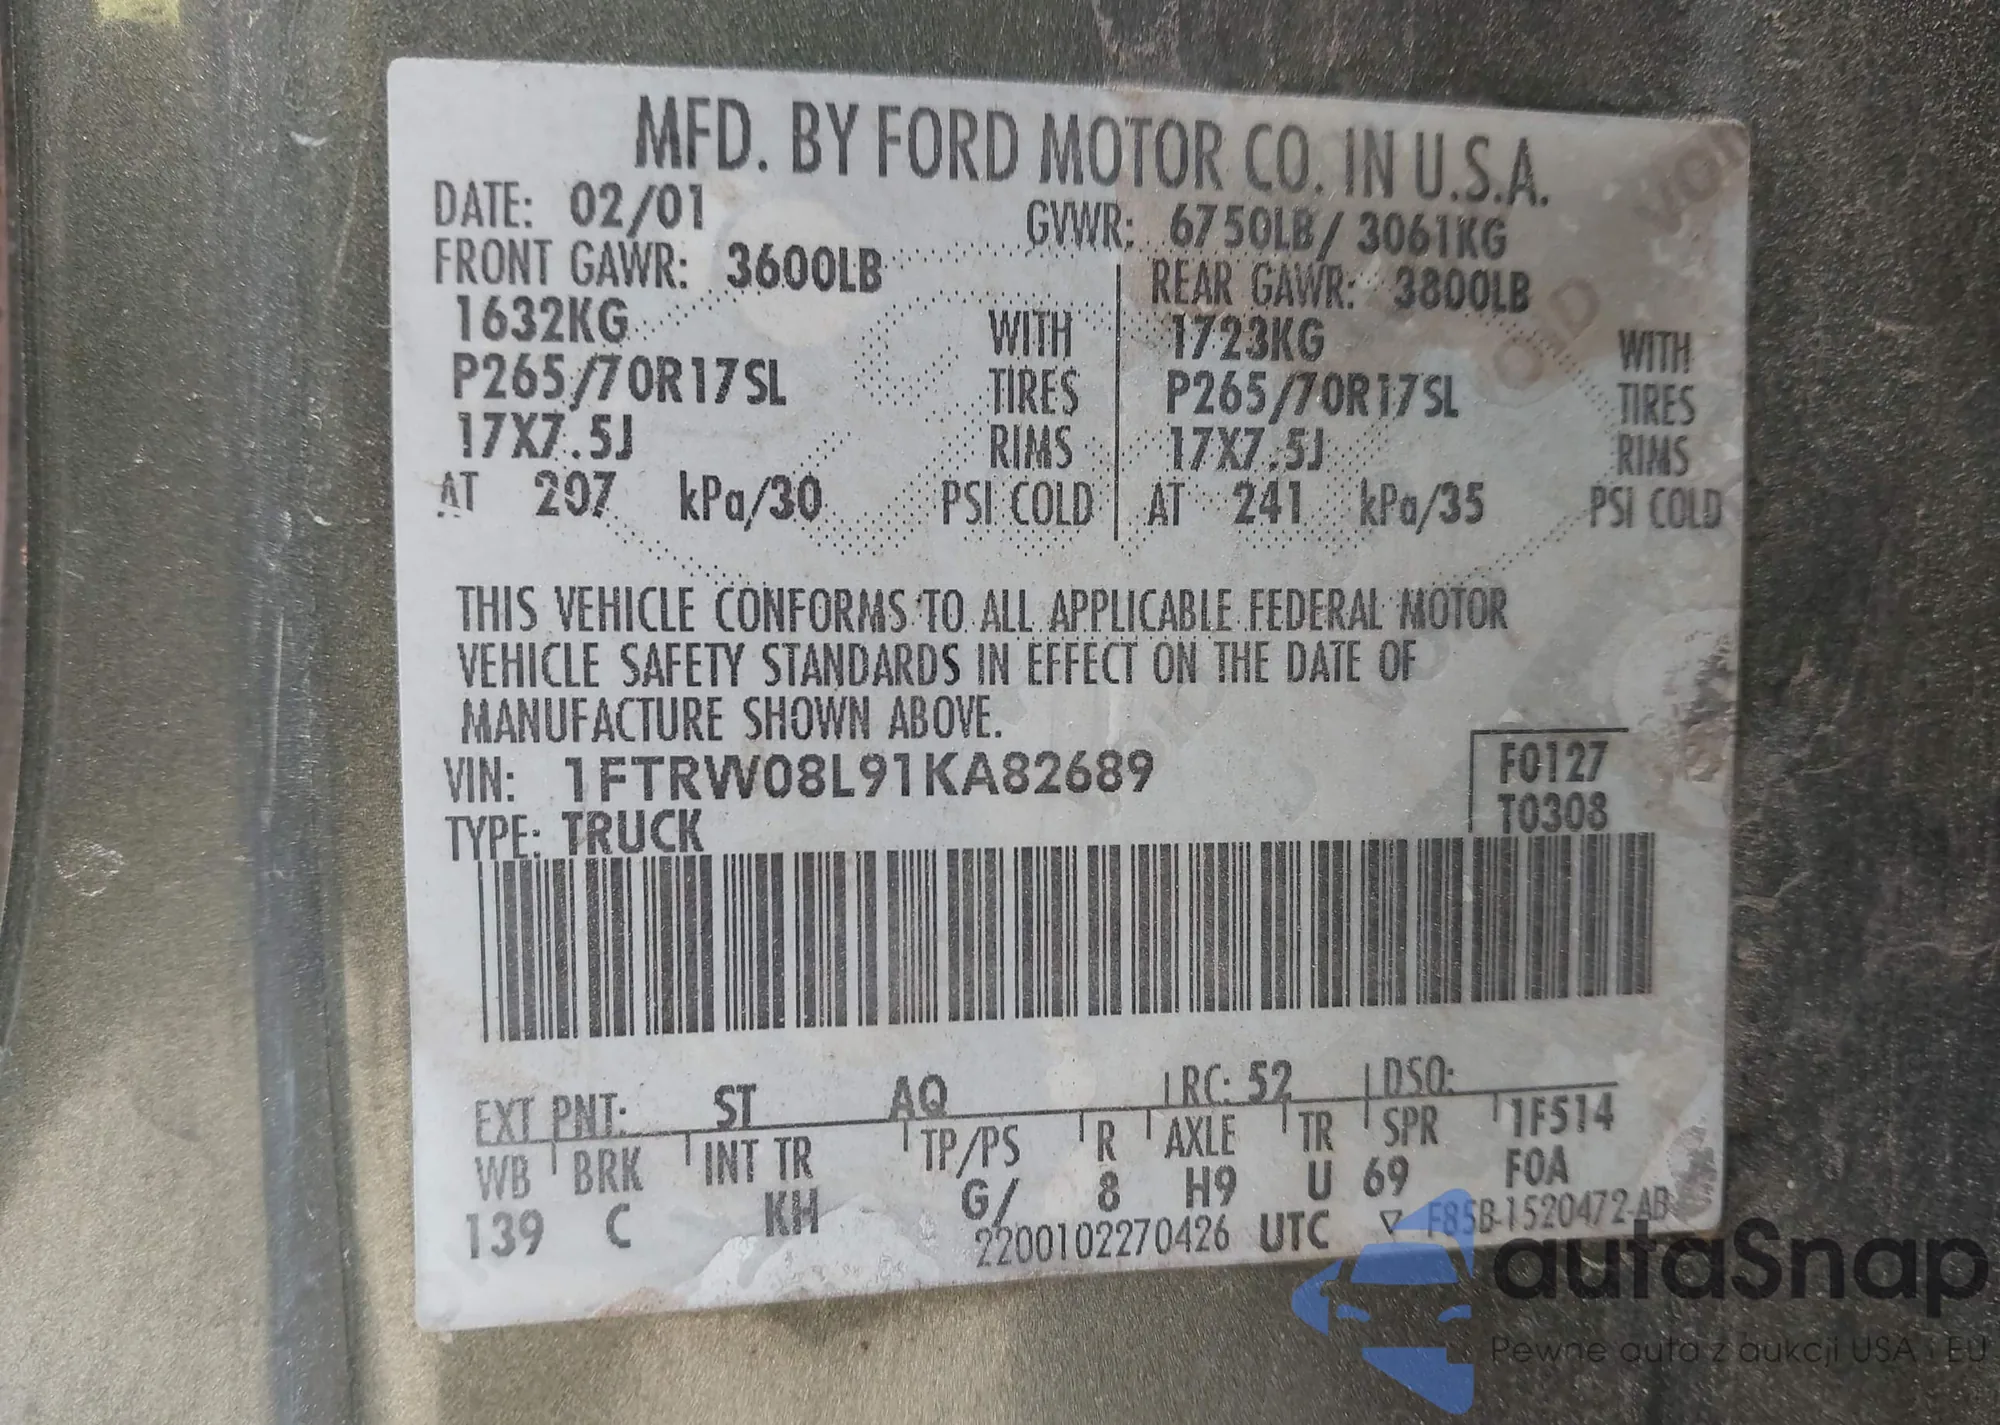 MFD. BY FORD MOTOR CO. IN U.S.A.
DATE: 02/01 GVWR: 6750LB/ 3061KG
FRONT GAWR: 3600LB REAR GAWR: 3800LB
1632KG WITH 1723KG WITH
P265/70R17SL TIRES P265/70R17SL TIRES
17X7.5J RIMS 17X7.5J RIMS
AT 207 kPa/30 PSI COLD AT 241 kPa/35 PSI COLD
THIS VEHICLE CONFORMS TO ALL APPLICABLE FEDERAL MOTOR
VEHICLE SAFETY STANDARDS IN EFFECT ON THE DATE OF
MANUFACTURE SHOWN ABOVE.
VIN: 1FTRW08L91KA82689 F0127
TYPE: TRUCK T0308
EXT PNT: ST AQ RC: 52 DSO:
WB BRK INT TR TP/PS R AXLE TR SPR 1F514
139 C KH G/ 8 H9 U 69 F0A
2200102270426 UTC ▽ F85B-1520472-AB
autaSnap
Pewne auta z aukcji USA i EU